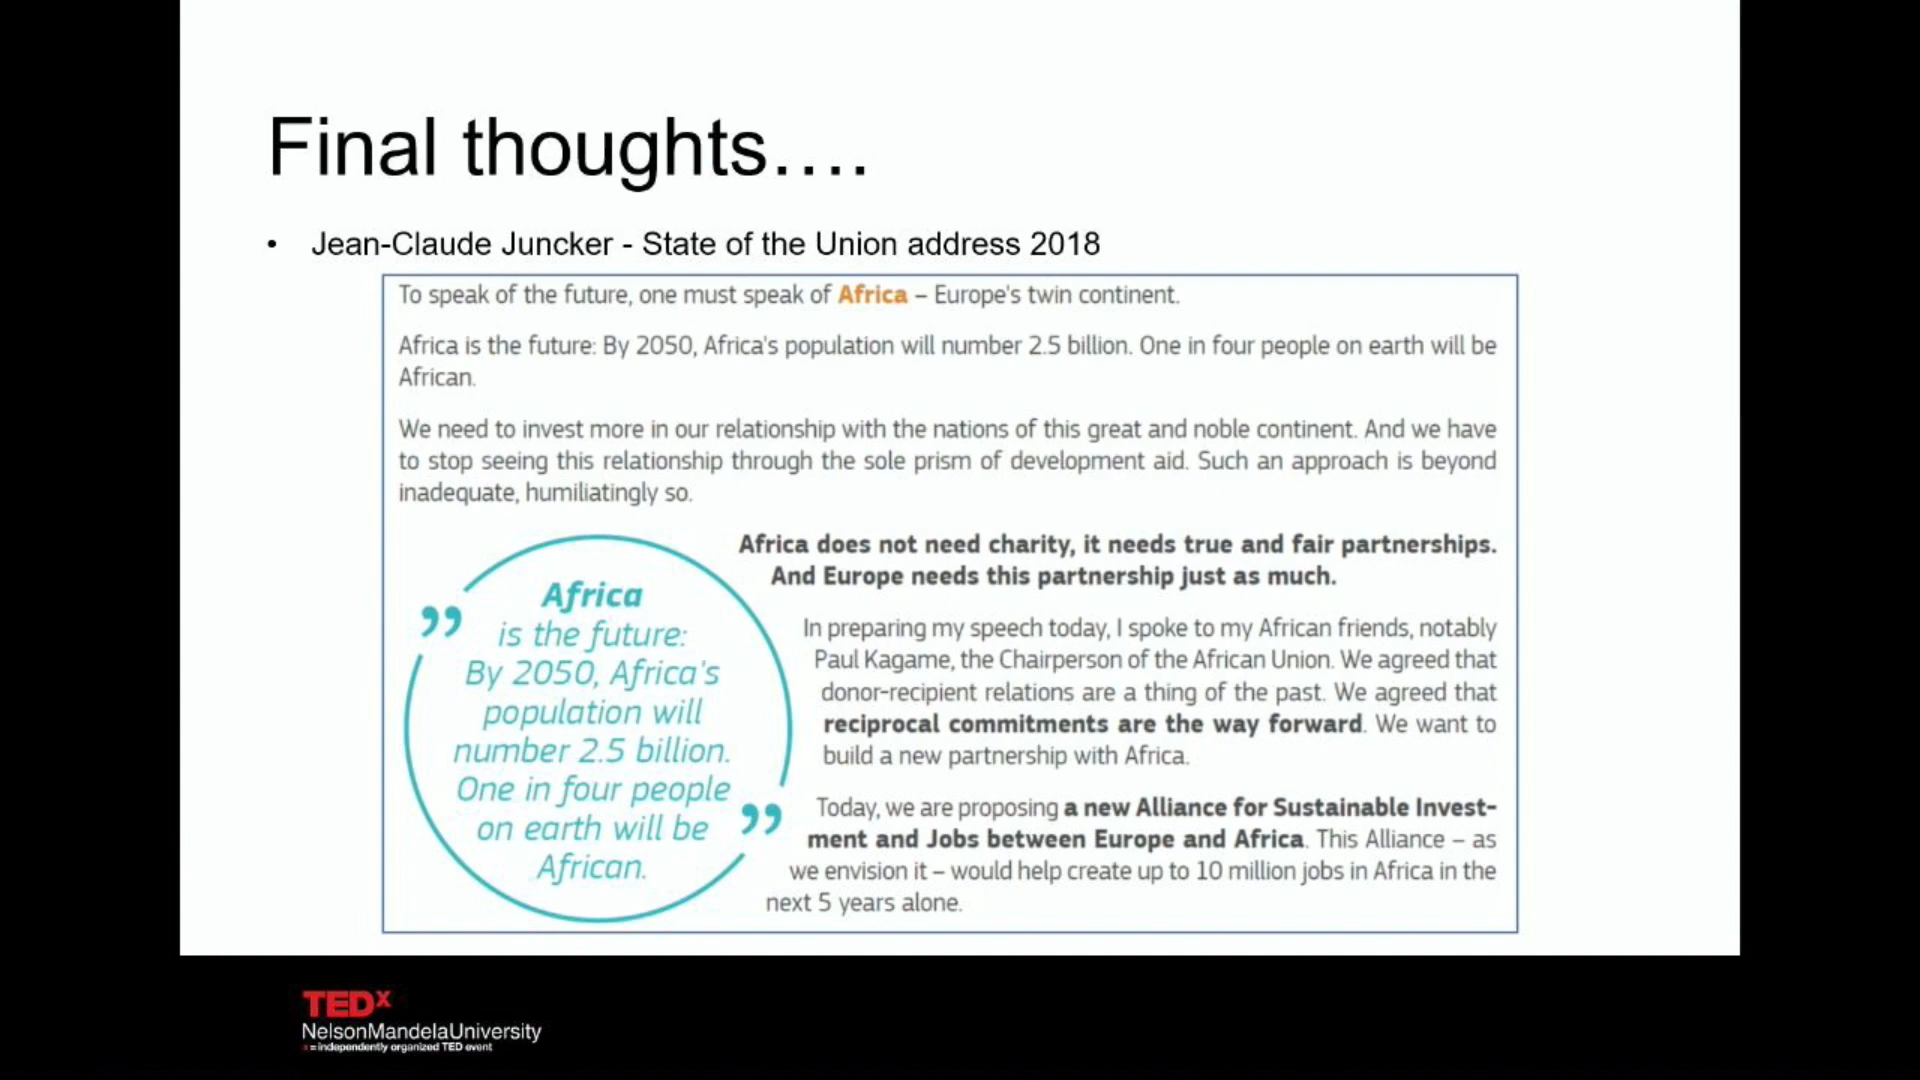 Final thoughts....
• Jean-Claude Juncker - State of the Union address 2018
To speak of the future, one must speak of Africa – Europe's twin continent.
Africa is the future: By 2050, Africa's population will number 2.5 billion. One in four people on earth will be
African.
We need to invest more in our relationship with the nations of this great and noble continent. And we have
to stop seeing this relationship through the sole prism of development aid. Such an approach is beyond
inadequate, humiliatingly so.
Africa does not need charity, it needs true and fair partnerships.
And Europe needs this partnership just as much.
In preparing my speech today, I spoke to my African friends, notably
Paul Kagame, the Chairperson of the African Union. We agreed that
donor-recipient relations are a thing of the past. We agreed that
reciprocal commitments are the way forward. We want to
build a new partnership with Africa.
Today, we are proposing a new Alliance for Sustainable Invest-
ment and Jobs between Europe and Africa. This Alliance – as
we envision it – would help create up to 10 million jobs in Africa in the
next 5 years alone.
”
Africa
is the future:
By 2050, Africa's
population will
number 2.5 billion.
One in four people
on earth will be
African.
”
TEDx
NelsonMandelaUniversity
x = independently organized TED event